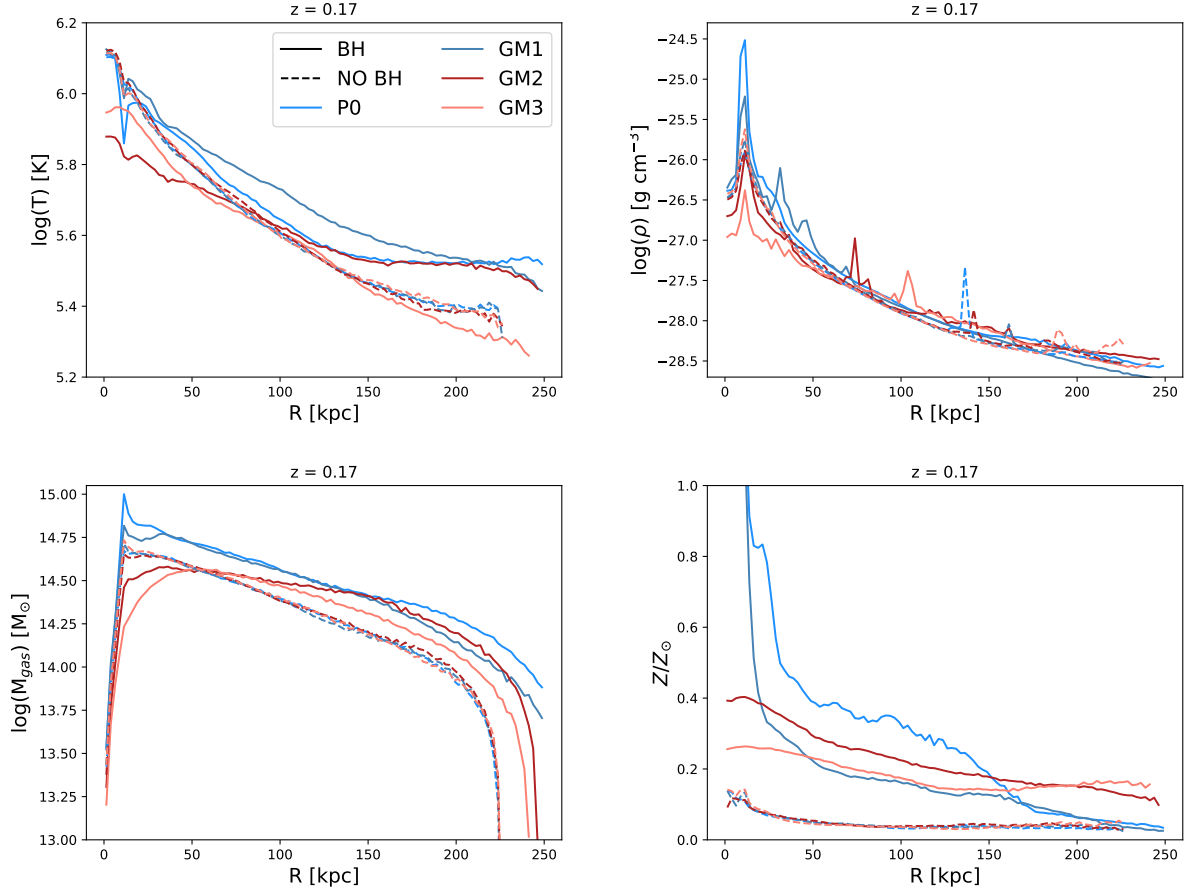 z = 0.17
6.2
6.0
5.8
5.6
5.4
5.2
log(T) [K]
BH
NO BH
P0
GM1
GM2
GM3
0 50 100 150 200 250
R [kpc]
z = 0.17
−24.5
−25.0
−25.5
−26.0
−26.5
−27.0
−27.5
−28.0
−28.5
log(ρ) [g cm⁻³]
0 50 100 150 200 250
R [kpc]
z = 0.17
15.00
14.75
14.50
14.25
14.00
13.75
13.50
13.25
13.00
log(M_gas) [M_⊙]
0 50 100 150 200 250
R [kpc]
z = 0.17
1.0
0.8
0.6
0.4
0.2
0.0
Z/Z_⊙
0 50 100 150 200 250
R [kpc]